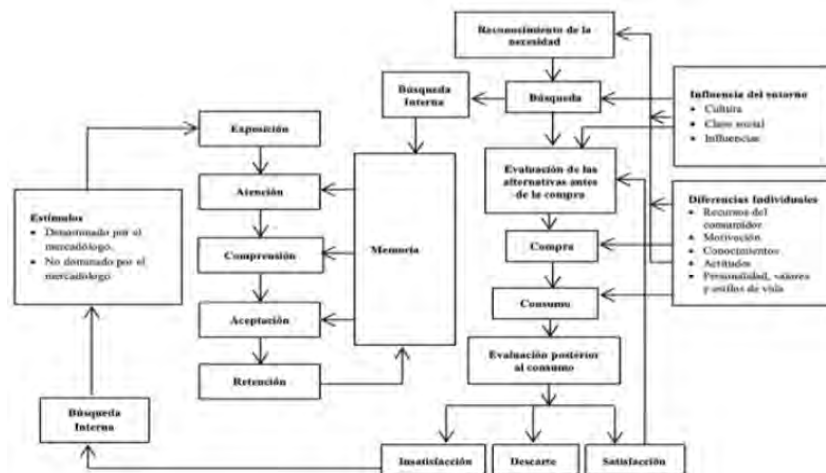 Reconocimiento de la
necesidad
Búsqueda
Interna
Búsqueda
Influencia del entorno
• Cultura
• Clase social
• Influencias
Exposición
Atención
Comprensión
Aceptación
Retención
Memoria
Evaluación de las
alternativas antes
de la compra
Compra
Consumo
Evaluación posterior
al consumo
Diferencias Individuales
• Recursos del
consumidor
• Motivación
• Conocimientos
• Actitudes
• Personalidad, valores
y estilos de vida
Estímulos
• Denominado por el
mercadólogo.
• No dominado por el
mercadólogo
Búsqueda
Interna
Insatisfacción
Descarte
Satisfacción